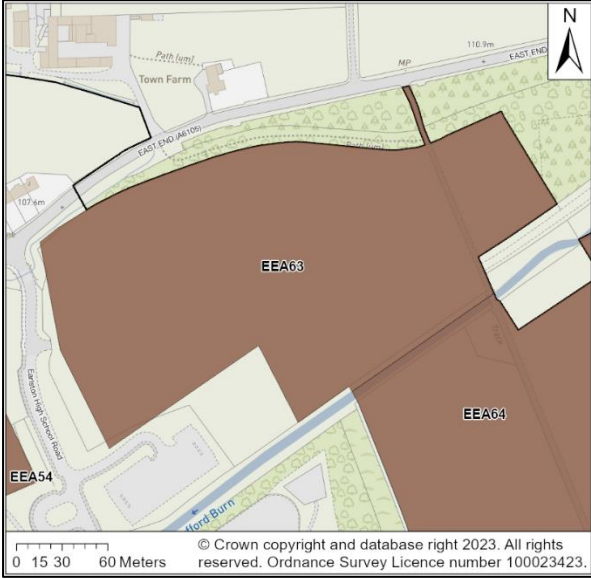 N
110.9m
MP
EAST END
Path (um)
Town Farm
EAST END (A6105)
Path (um)
107.6m
EEA63
Track
EEA64
Earlston High School Road
EEA54
fford Burn
0 15 30 60 Meters
© Crown copyright and database right 2023. All rights
reserved. Ordnance Survey Licence number 100023423.